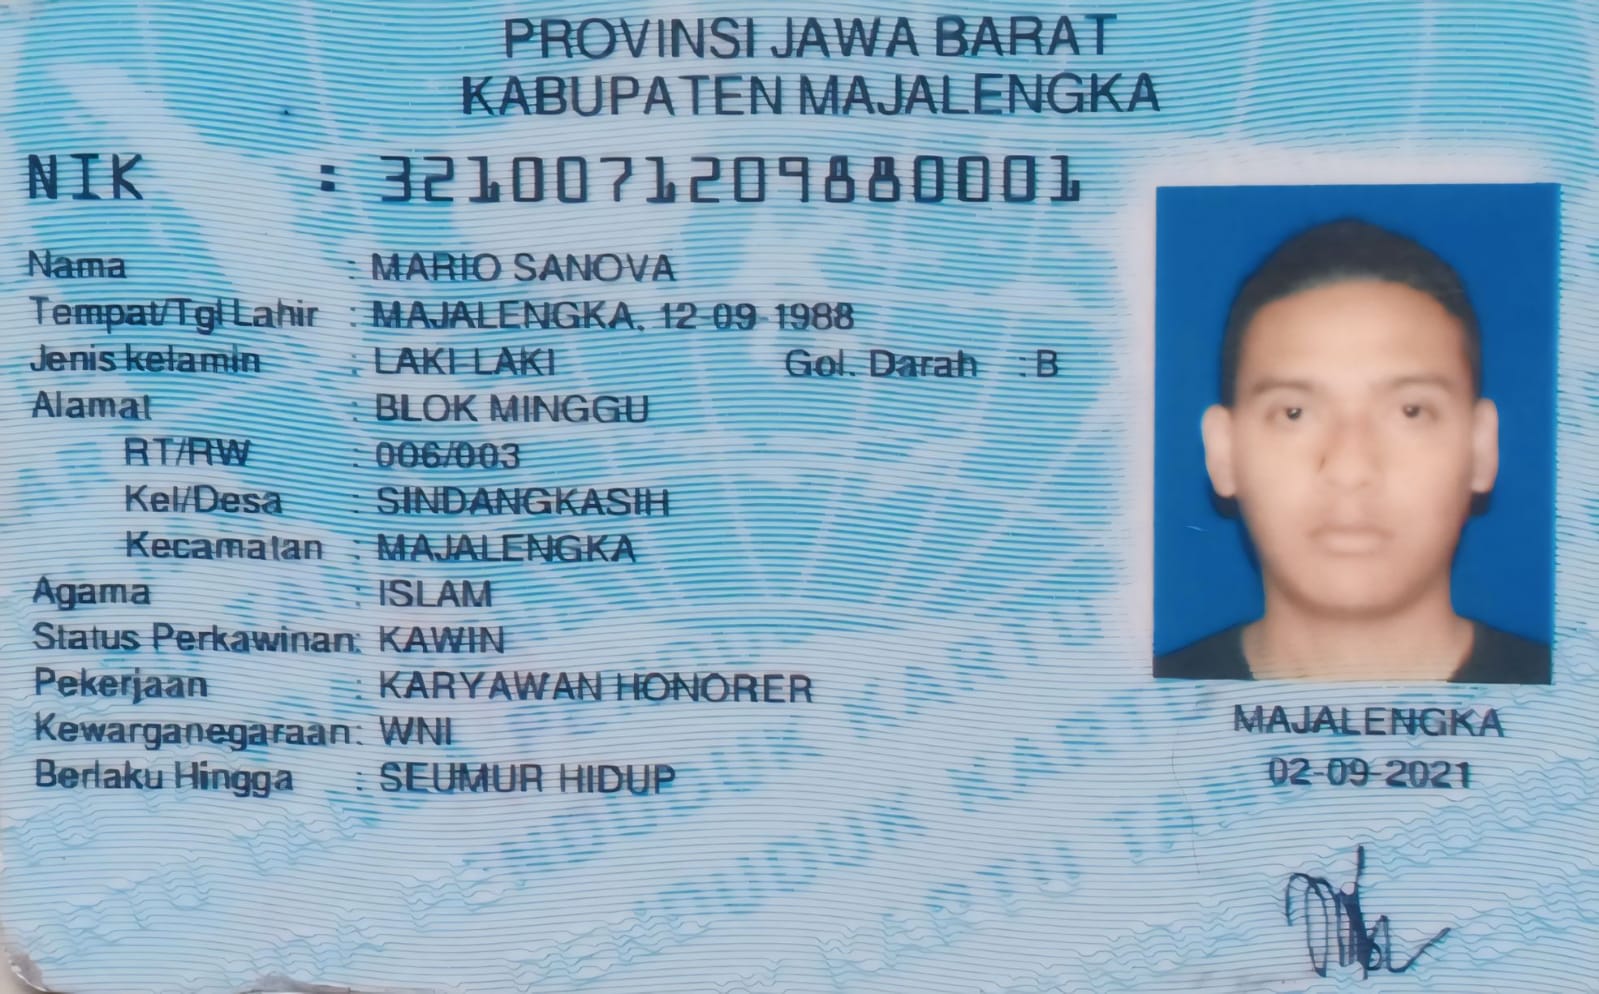 PROVINSI JAWA BARAT
KABUPATEN MAJALENGKA
NIK : 3210071209880001
Nama : MARIO SANOVA
Tempat/Tgl Lahir : MAJALENGKA, 12-09-1988
Jenis kelamin : LAKI-LAKI Gol. Darah : B
Alamat : BLOK MINGGU
RT/RW : 006/003
Kel/Desa : SINDANGKASIH
Kecamatan : MAJALENGKA
Agama : ISLAM
Status Perkawinan: KAWIN
Pekerjaan : KARYAWAN HONORER
Kewarganegaraan: WNI
Berlaku Hingga : SEUMUR HIDUP
MAJALENGKA
02-09-2021